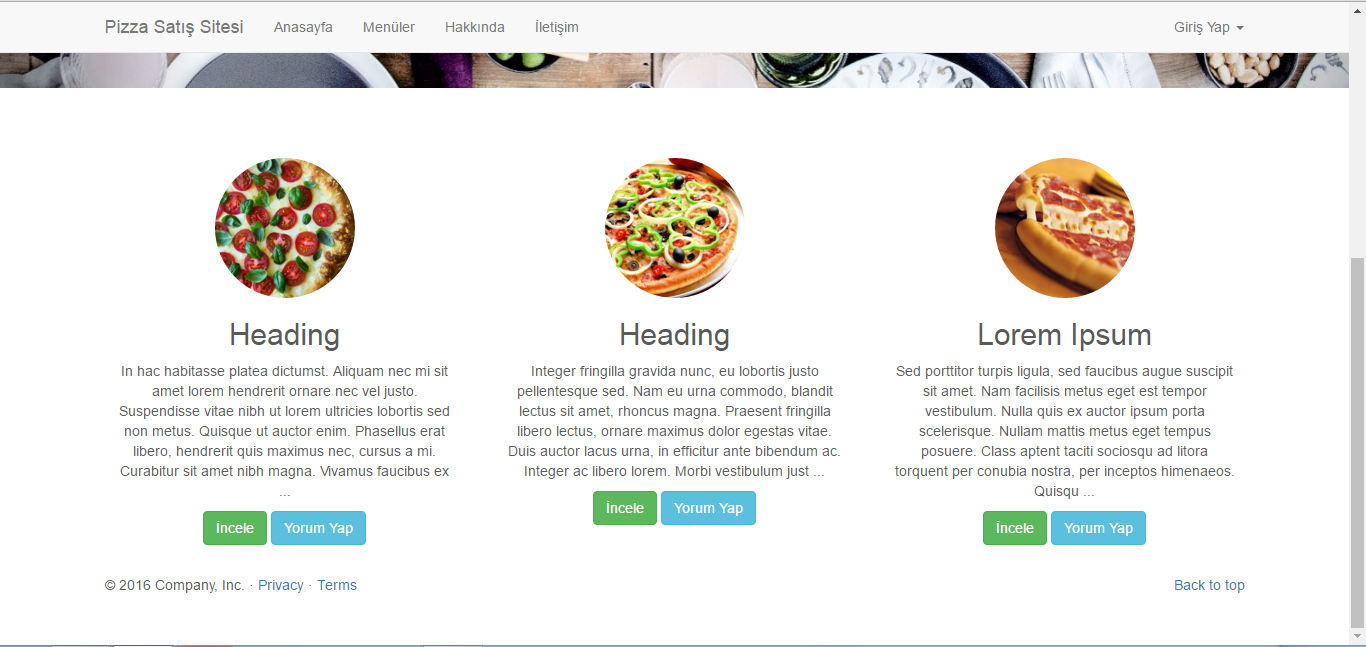 Pizza Satış Sitesi Anasayfa Menüler Hakkında İletişim Giriş Yap
Heading
In hac habitasse platea dictumst. Aliquam nec mi sit
amet lorem hendrerit ornare nec vel justo.
Suspendisse vitae nibh ut lorem ultricies lobortis sed
non metus. Quisque ut auctor enim. Phasellus erat
libero, hendrerit quis maximus nec, cursus a mi.
Curabitur sit amet nibh magna. Vivamus faucibus ex
...
İncele Yorum Yap
Heading
Integer fringilla gravida nunc, eu lobortis justo
pellentesque sed. Nam eu urna commodo, blandit
lectus sit amet, rhoncus magna. Praesent fringilla
libero lectus, ornare maximus dolor egestas vitae.
Duis auctor lacus urna, in efficitur ante bibendum ac.
Integer ac libero lorem. Morbi vestibulum just ...
İncele Yorum Yap
Lorem Ipsum
Sed porttitor turpis ligula, sed faucibus augue suscipit
sit amet. Nam facilisis metus eget est tempor
vestibulum. Nulla quis ex auctor ipsum porta
scelerisque. Nullam mattis metus eget tempus
posuere. Class aptent taciti sociosqu ad litora
torquent per conubia nostra, per inceptos himenaeos.
Quisqu ...
İncele Yorum Yap
© 2016 Company, Inc. · Privacy · Terms Back to top